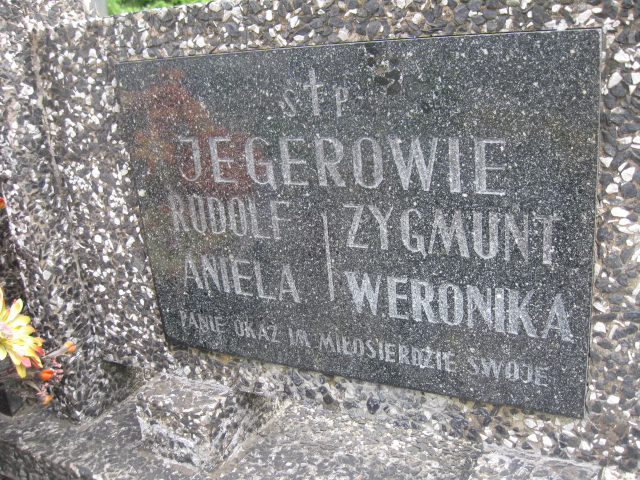 Ś†P
JEGEROWIE
RUDOLF ZYGMUNT
ANIELA WERONIKA
PANIE OKAŻ IM MIŁOSIERDZIE SWOJE